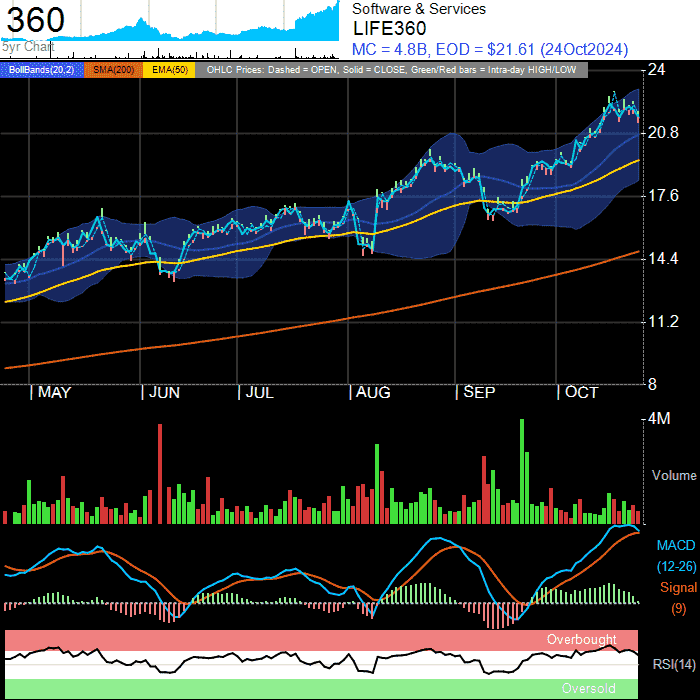 360
Software & Services
LIFE360
5yr Chart
MC = 4.8B, EOD = $21.61 (24Oct2024)
BollBands(20,2) SMA(200) EMA(50) OHLC Prices: Dashed = OPEN, Solid = CLOSE, Green/Red bars = Intra-day HIGH/LOW
24
20.8
17.6
14.4
11.2
8
| MAY | JUN | JUL | AUG | SEP | OCT
4M
Volume
MACD
(12-26)
Signal
(9)
Overbought
RSI(14)
Oversold